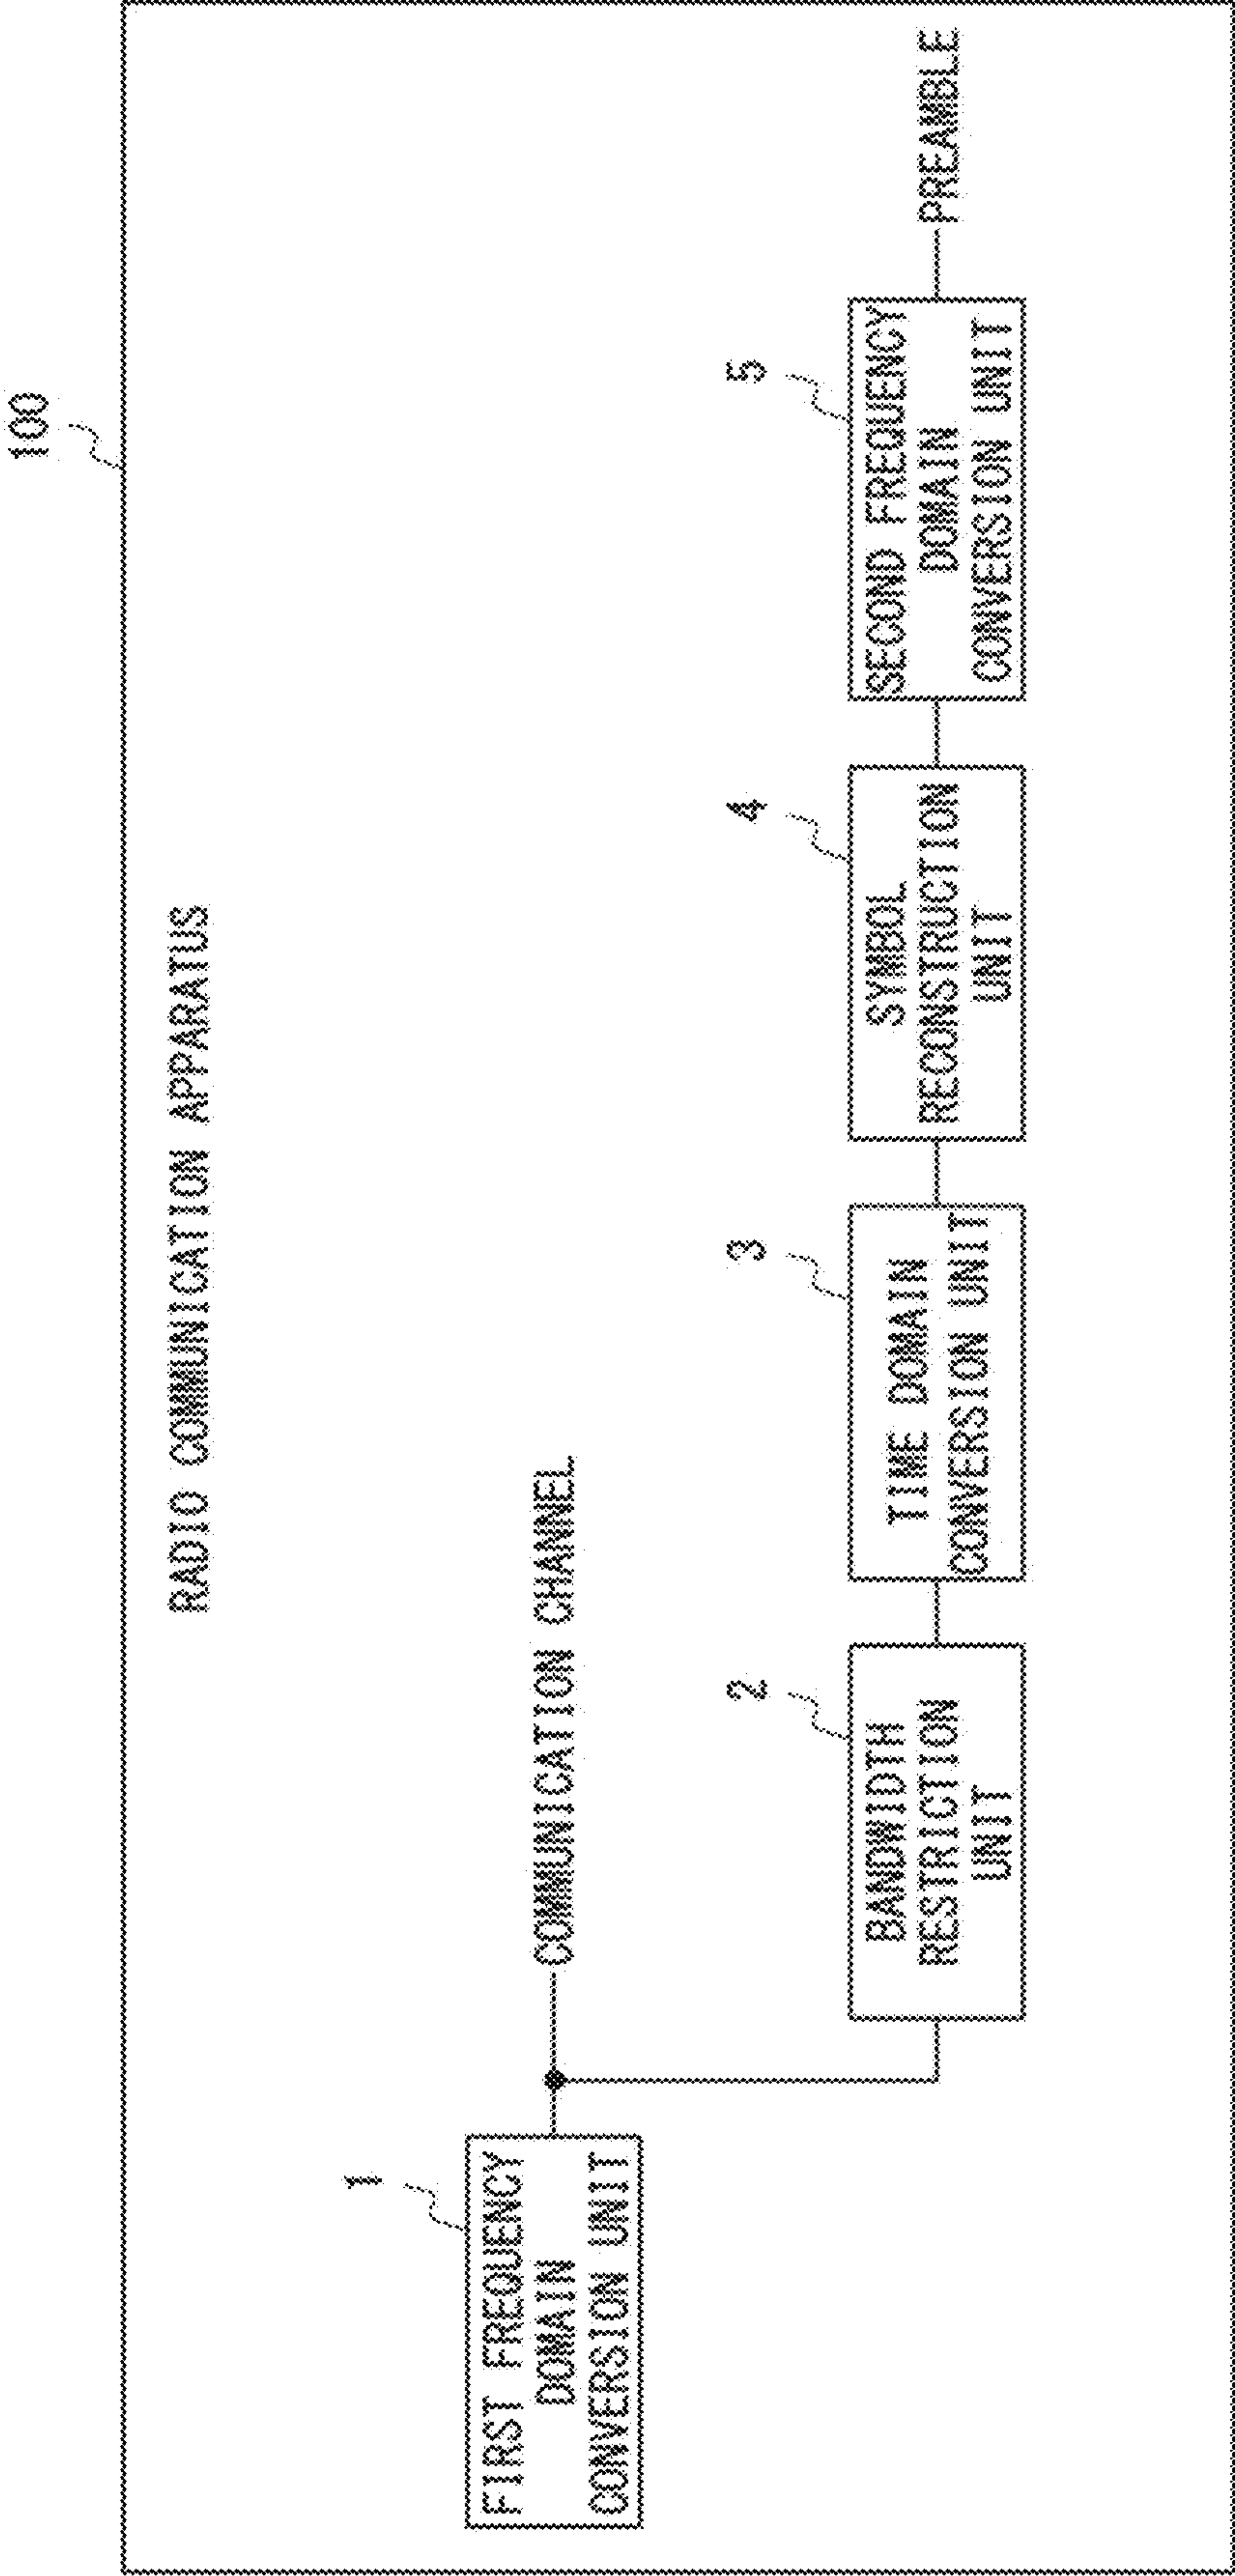 100
RADIO COMMUNICATION APPARATUS
1
FIRST FREQUENCY
DOMAIN
CONVERSION UNIT
COMMUNICATION CHANNEL
2
BANDWIDTH
RESTRICTION
UNIT
3
TIME DOMAIN
CONVERSION UNIT
4
SYMBOL
RECONSTRUCTION
UNIT
5
SECOND FREQUENCY
DOMAIN
CONVERSION UNIT
PREAMBLE